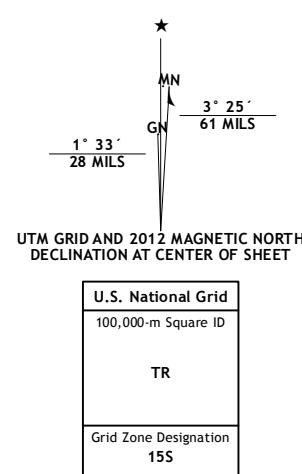 MN
3° 25´
61 MILS
GN
1° 33´
28 MILS
UTM GRID AND 2012 MAGNETIC NORTH
DECLINATION AT CENTER OF SHEET
U.S. National Grid
100,000-m Square ID
TR
Grid Zone Designation
15S